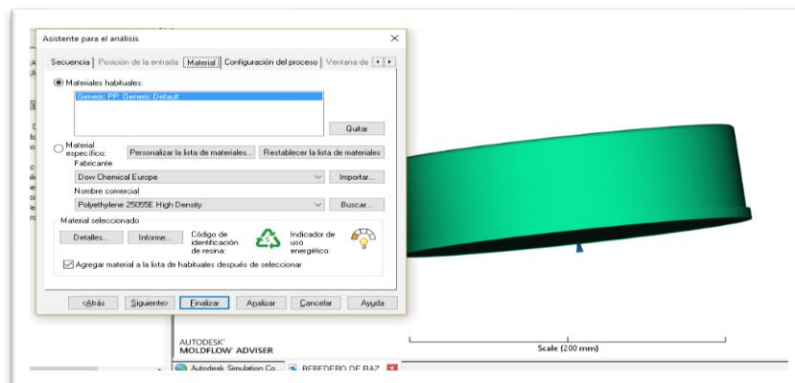 Asistente para el análisis
Secuencia Posición de la entrada Material Configuración del proceso Ventana de
Materiales habituales:
Generic PP: Generic Default
Quitar
Material específico:
Personalizar la lista de materiales... Restablecer la lista de materiales
Fabricante
Dow Chemical Europe Importar...
Nombre comercial
Polyethylene 25055E High Density Buscar...
Material seleccionado
Detalles... Informe... Código de identificación de resina: 5 Indicador de uso energético:
Agregar material a la lista de habituales después de seleccionar
<Atrás Siguiente> Finalizar Analizar Cancelar Ayuda
AUTODESK®
MOLDFLOW® ADVISER
Scale (200 mm)
Autodesk Simulation Co... BEBEDERO DE RAZ